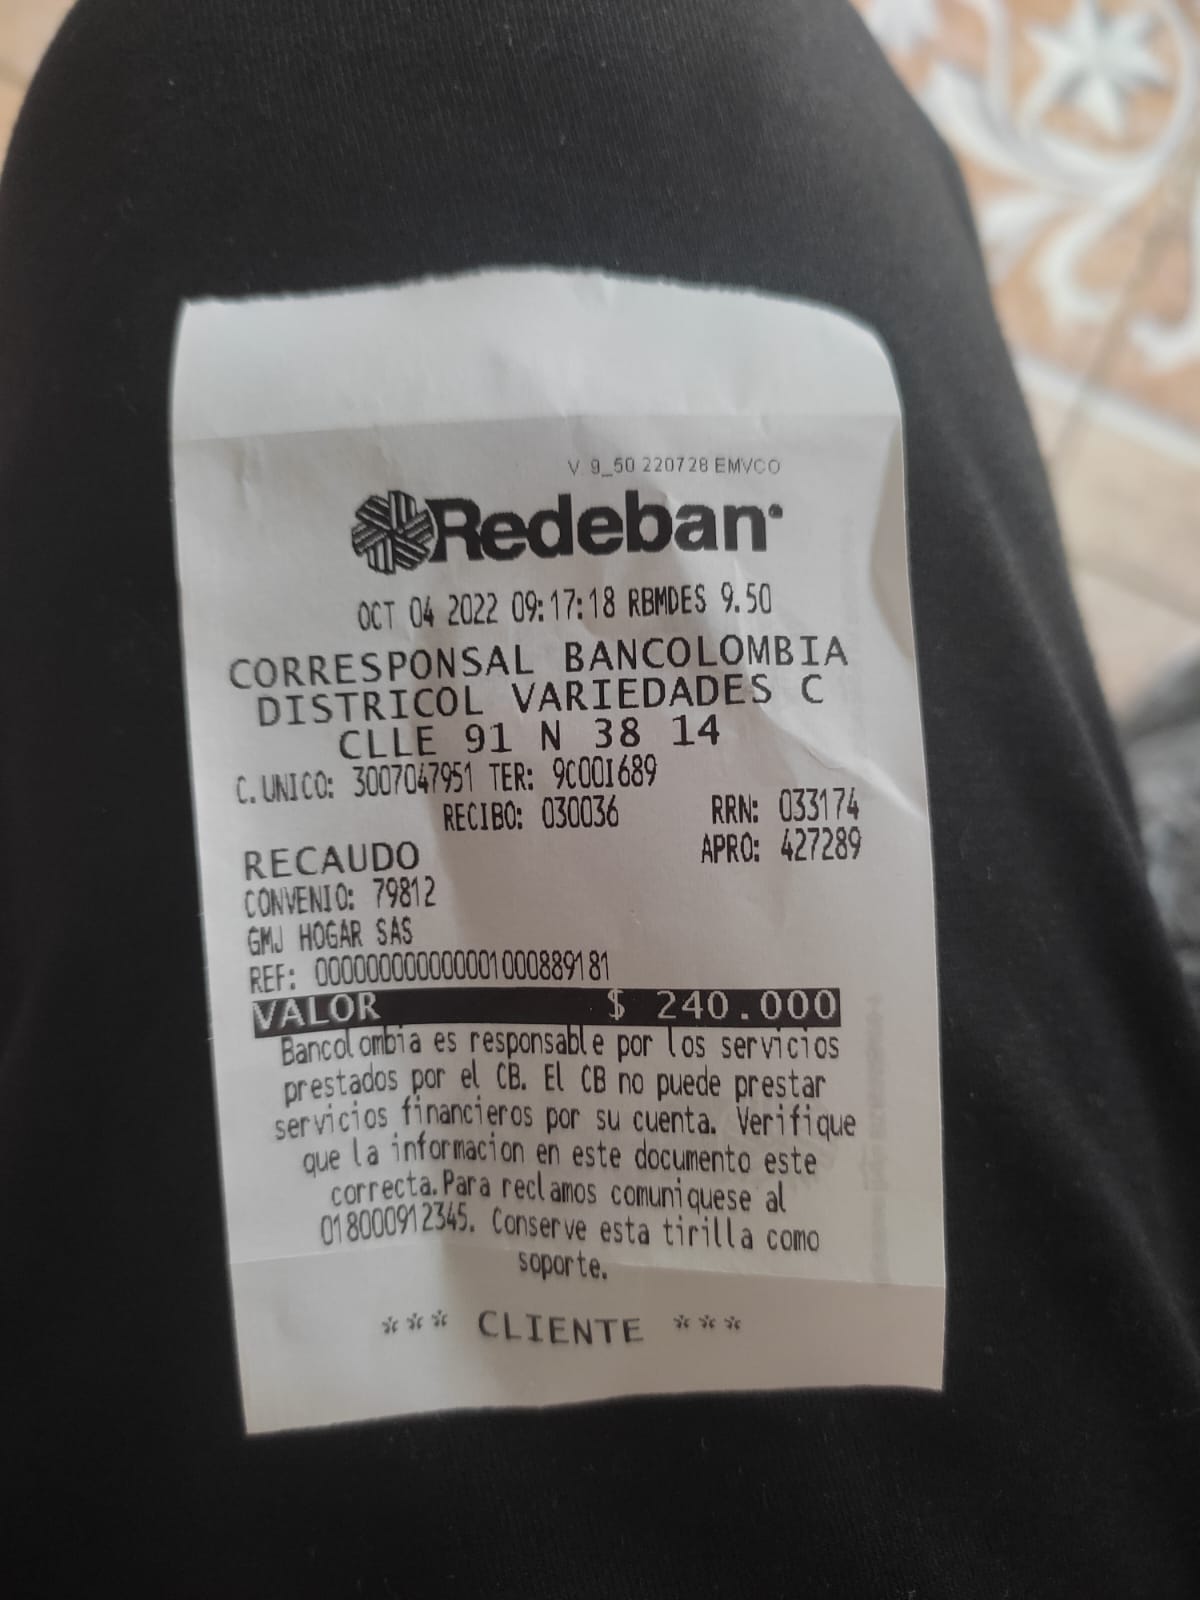 V 9_50 220728 EMVCO
Redeban
OCT 04 2022 09:17:18 RBMDES 9.50
CORRESPONSAL BANCOLOMBIA
DISTRICOL VARIEDADES C
CLLE 91 N 38 14
C.UNICO: 3007047951 TER: 9C00I689
RECIBO: 030036 RRN: 033174
RECAUDO APRO: 427289
CONVENIO: 79812
GMJ HOGAR SAS
REF: 000000000000001000889181
VALOR $ 240.000
Bancolombia es responsable por los servicios
prestados por el CB. El CB no puede prestar
servicios financieros por su cuenta. Verifique
que la informacion en este documento este
correcta.Para reclamos comuniquese al
018000912345. Conserve esta tirilla como
soporte.
*** CLIENTE ***